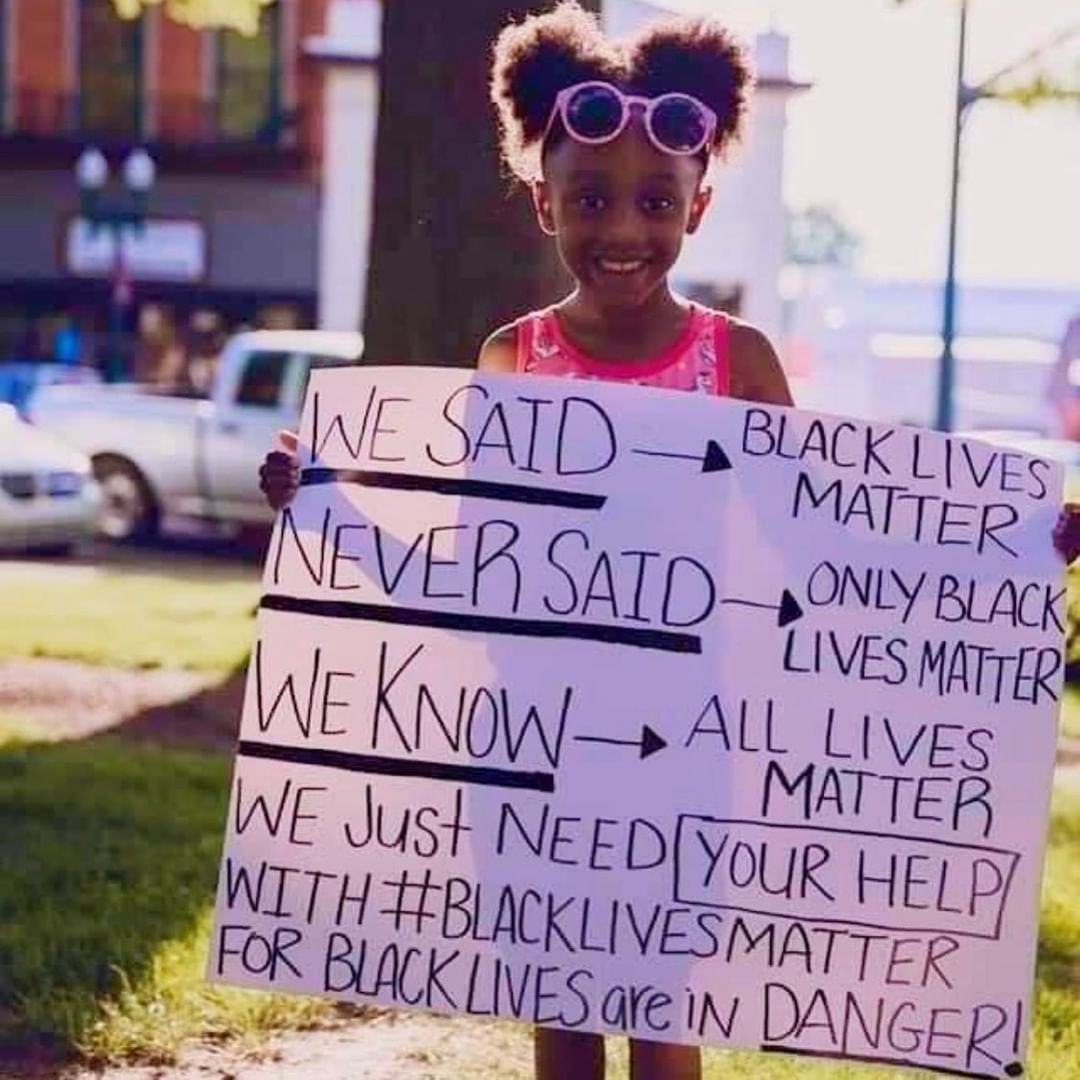 WE SAID → BLACK LIVES
MATTER
NEVER SAID → ONLY BLACK
LIVES MATTER
WE KNOW → ALL LIVES
MATTER
WE Just NEED YOUR HELP
WITH #BLACKLIVESMATTER
FOR BLACK LIVES are iN DANGER!